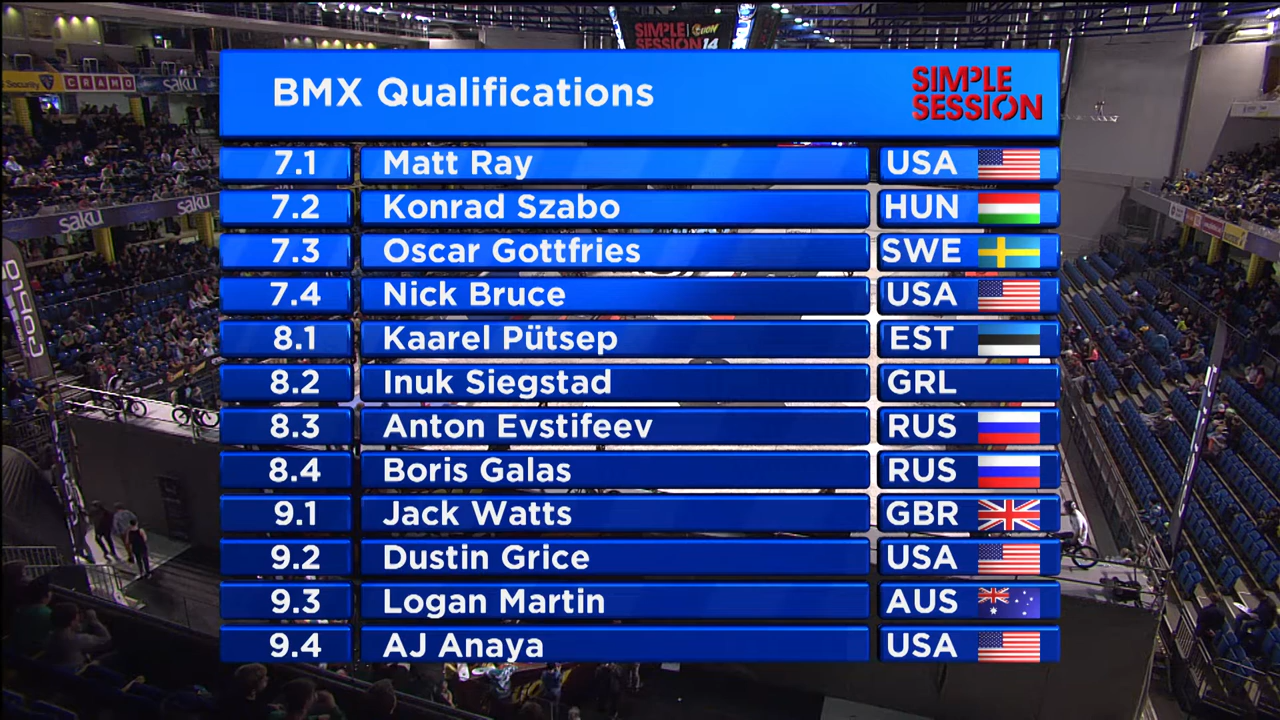 SIMPLE
SESSION 14
Security CRAMO saku
BMX Qualifications
SIMPLE
SESSION
7.1 Matt Ray USA
7.2 Konrad Szabo HUN
7.3 Oscar Gottfries SWE
7.4 Nick Bruce USA
8.1 Kaarel Pütsep EST
8.2 Inuk Siegstad GRL
8.3 Anton Evstifeev RUS
8.4 Boris Galas RUS
9.1 Jack Watts GBR
9.2 Dustin Grice USA
9.3 Logan Martin AUS
9.4 AJ Anaya USA
saku saku